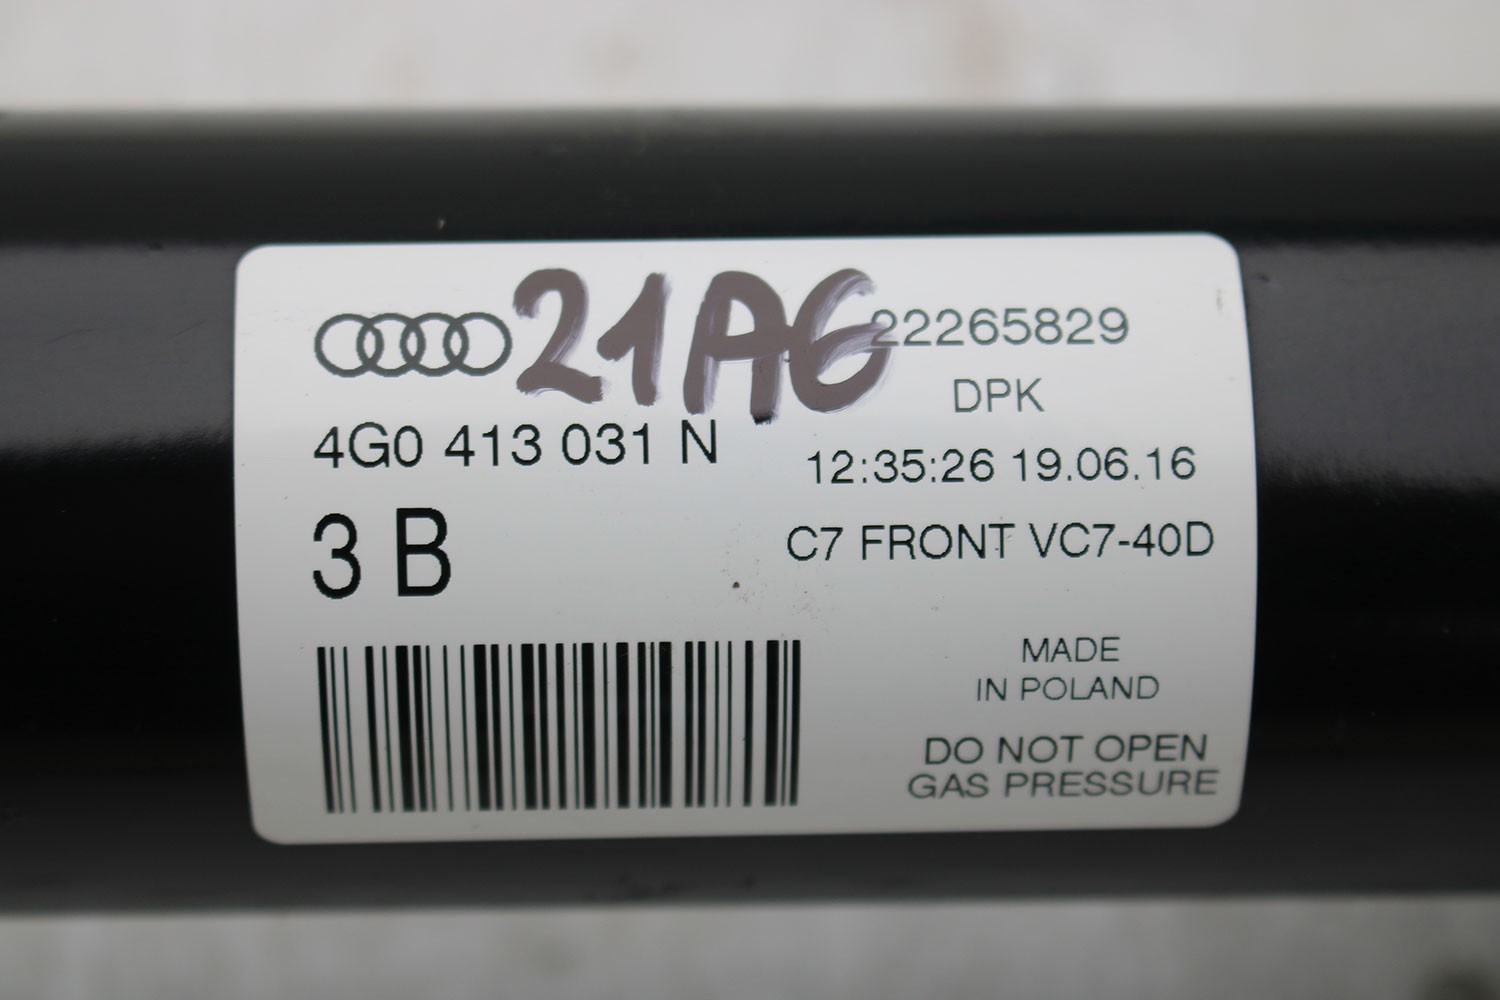 21A6
22265829
DPK
4G0 413 031 N
12:35:26 19.06.16
3 B
C7 FRONT VC7-40D
MADE
IN POLAND
DO NOT OPEN
GAS PRESSURE